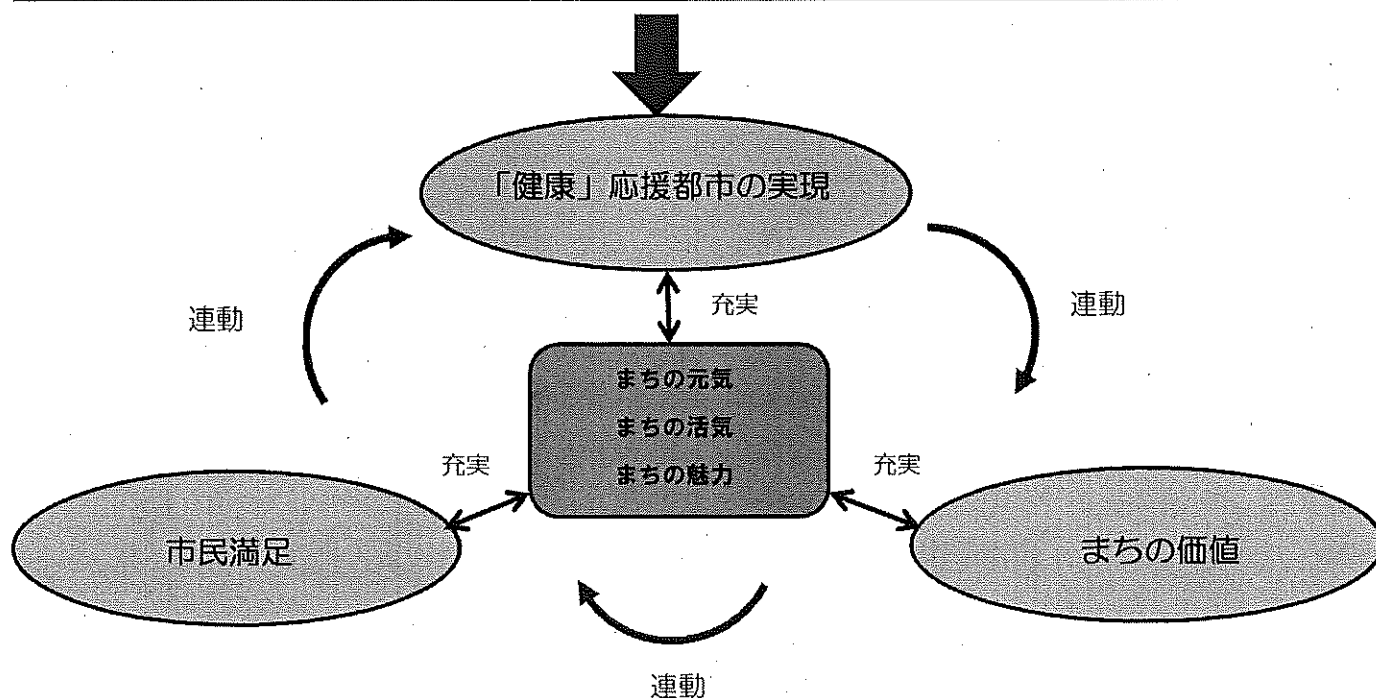 「健康」応援都市の実現
連動
充実
連動
まちの元気
まちの活気
まちの魅力
充実
充実
市民満足
まちの価値
連動